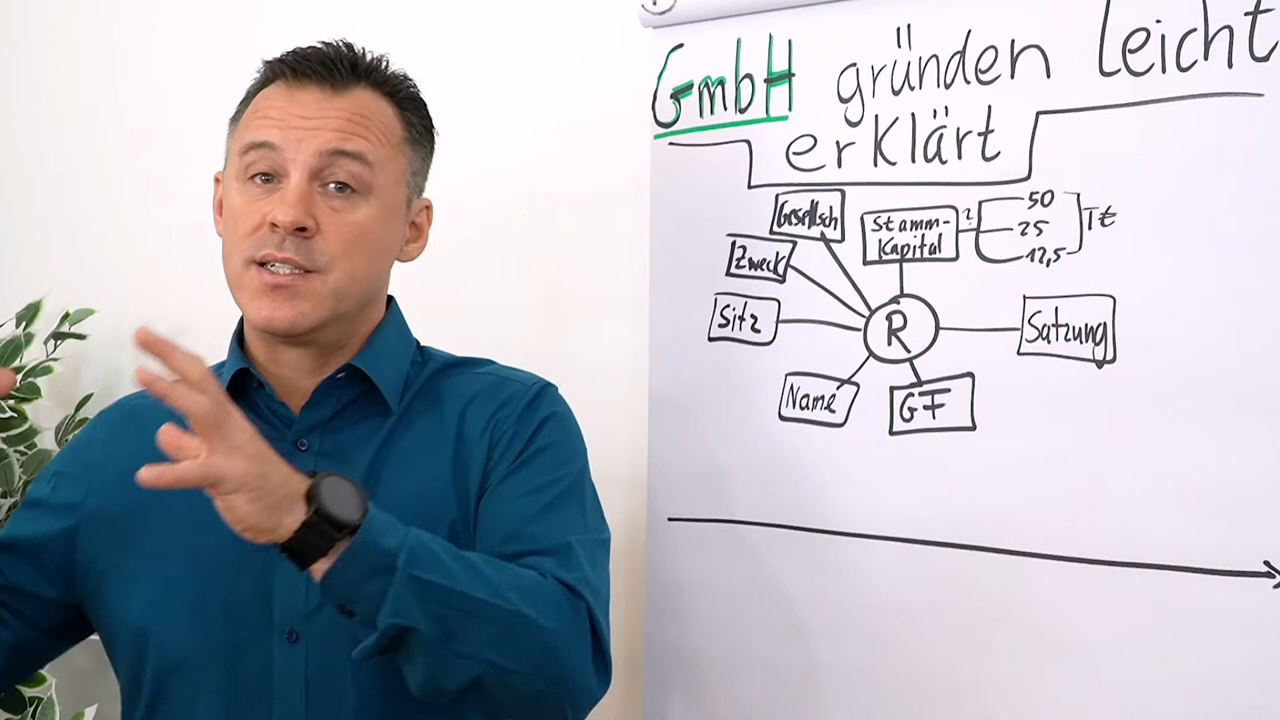 GmbH gründen leicht
erklärt
Gesellsch
Stamm-
Kapital
?
50
25
12,5
T€
Zweck
Sitz
R
Satzung
Name
GF